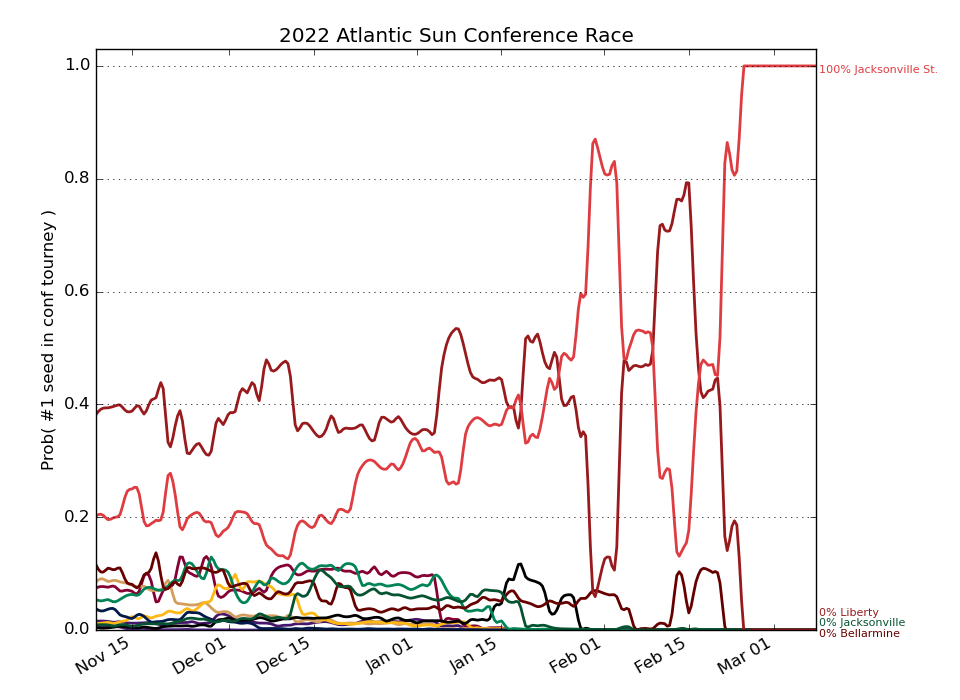 2022 Atlantic Sun Conference Race
Prob( #1 seed in conf tourney )
1.0
0.8
0.6
0.4
0.2
0.0
100% Jacksonville St.
0% Liberty
0% Jacksonville
0% Bellarmine
Nov 15
Dec 01
Dec 15
Jan 01
Jan 15
Feb 01
Feb 15
Mar 01